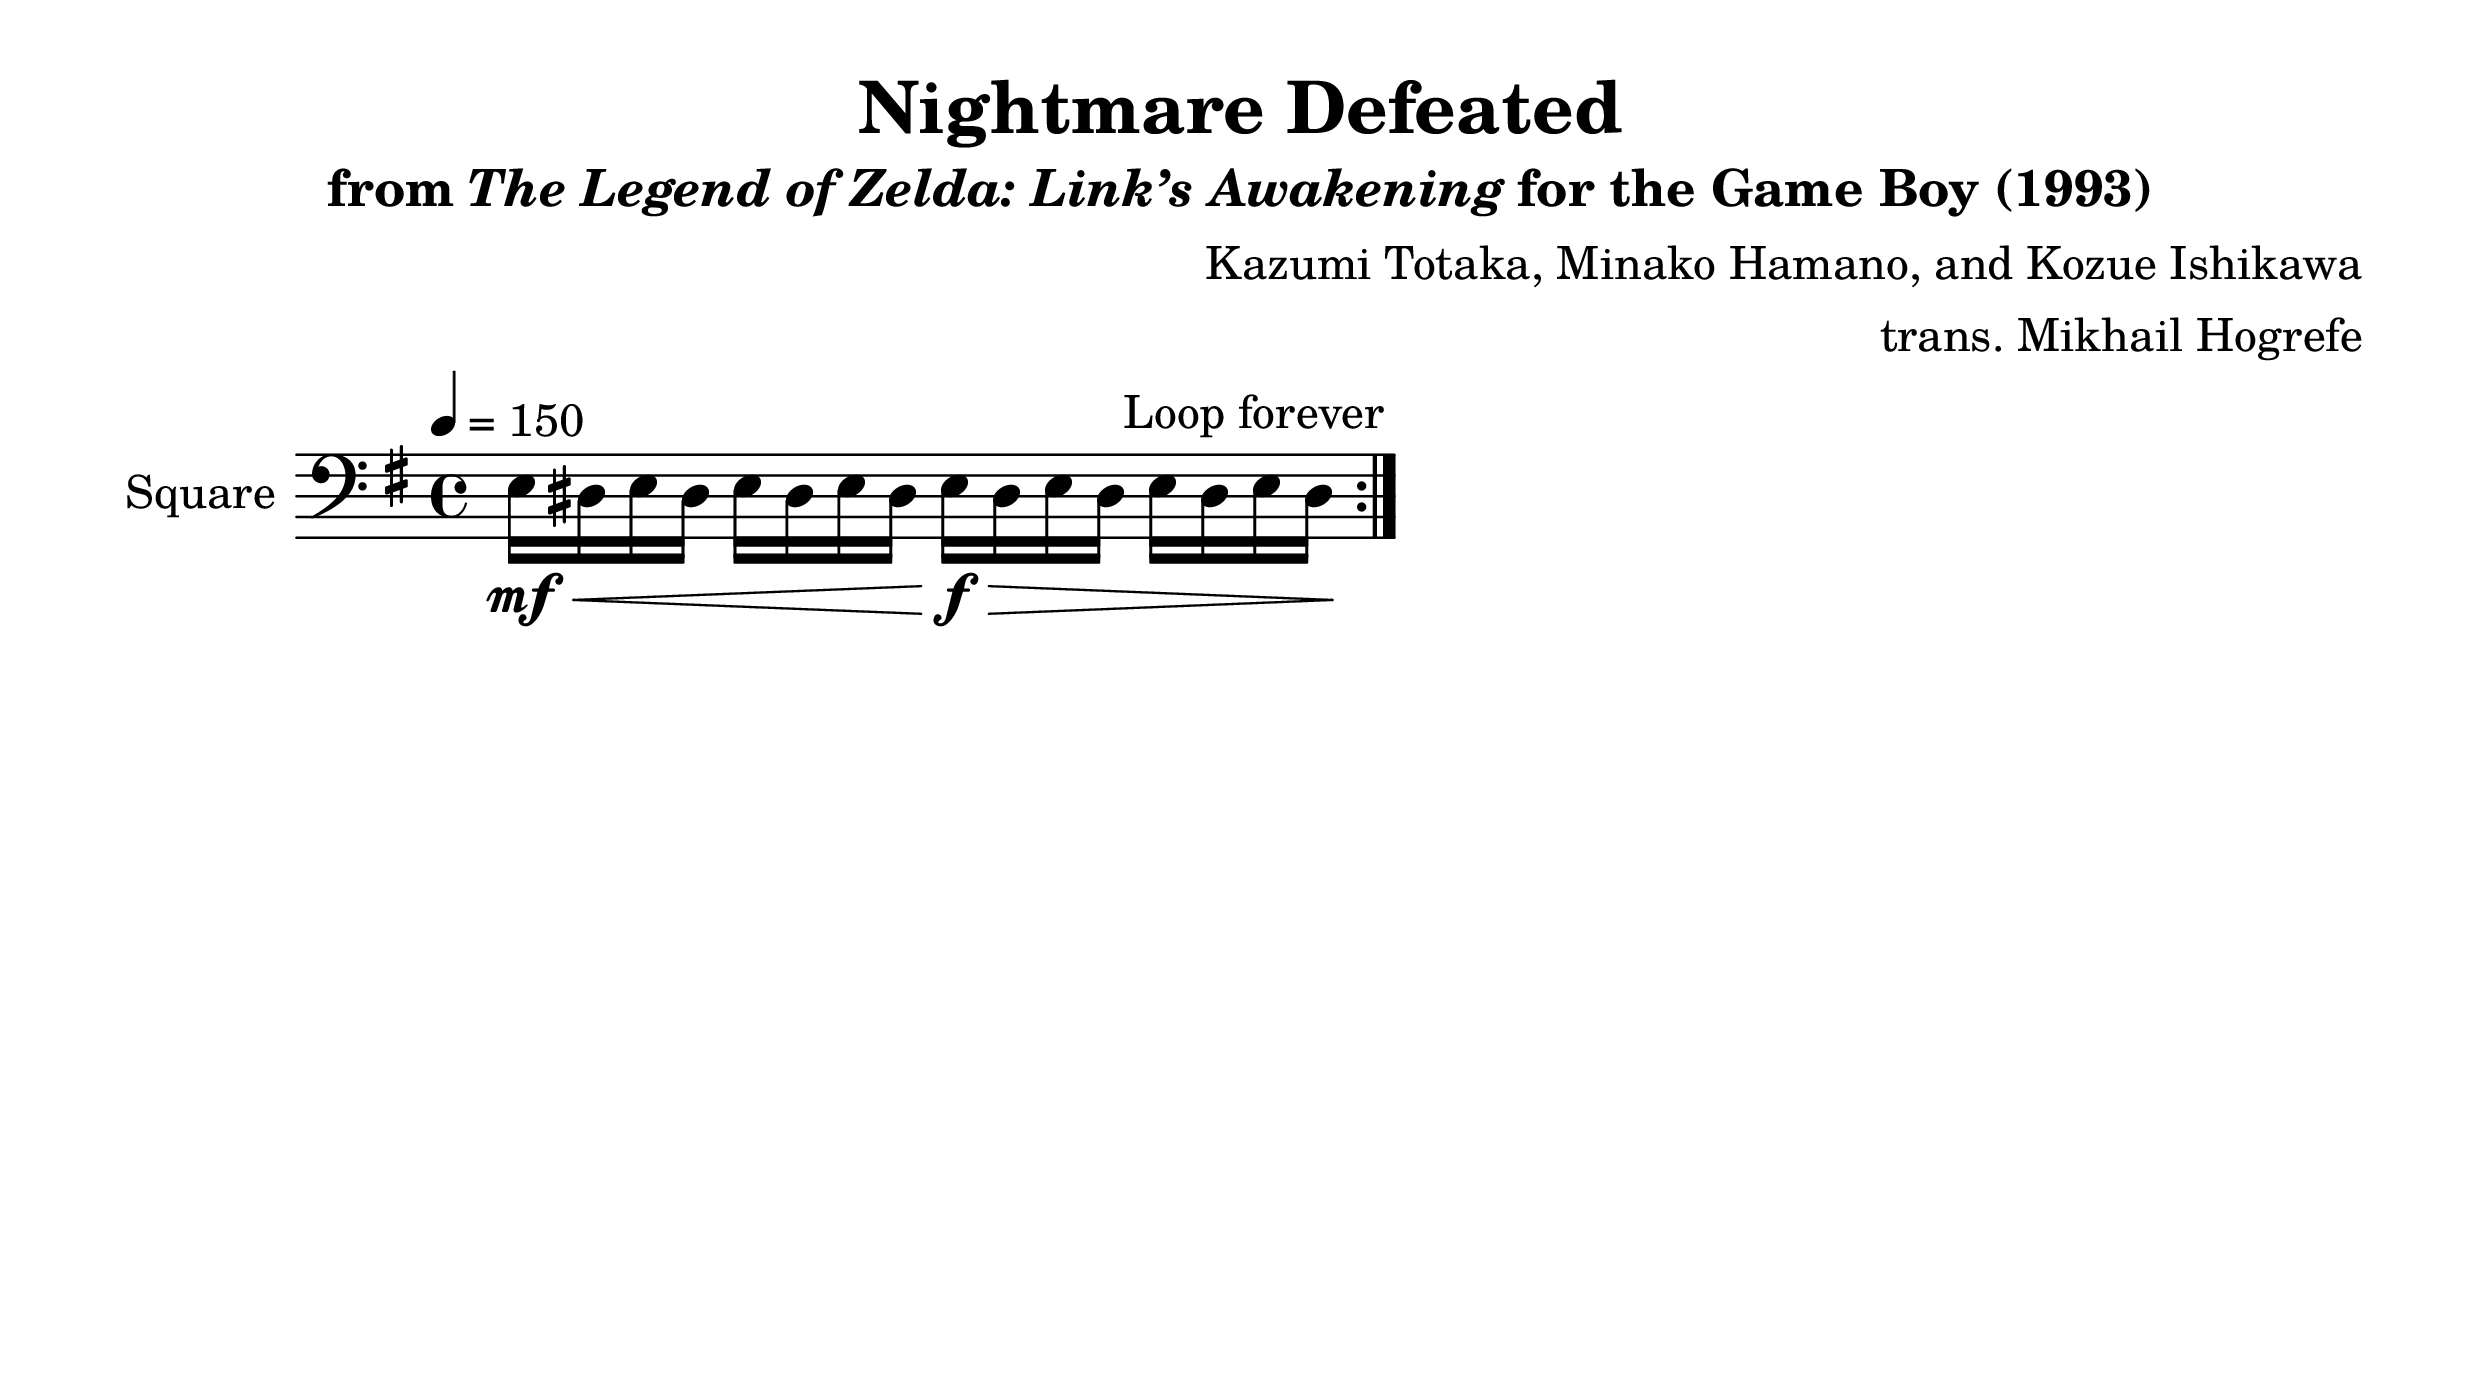 Nightmare Defeated
from The Legend of Zelda: Link’s Awakening for the Game Boy (1993)
Kazumi Totaka, Minako Hamano, and Kozue Ishikawa
trans. Mikhail Hogrefe
= 150
Loop forever
Square
mf f